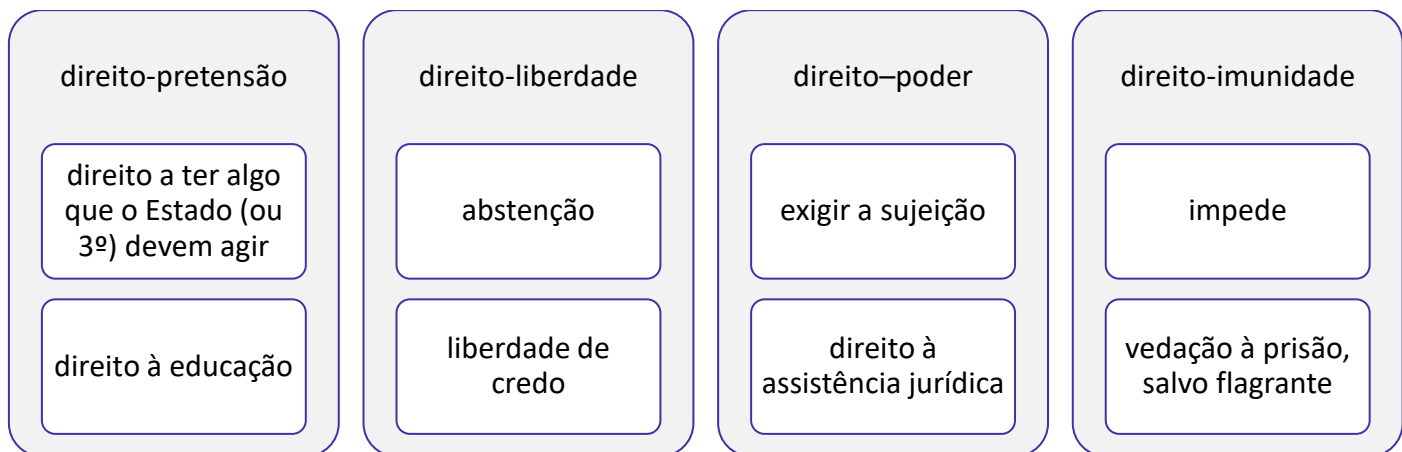 direito-pretensão
direito a ter algo
que o Estado (ou
3º) devem agir
direito à educação
direito-liberdade
abstenção
liberdade de
credo
direito–poder
exigir a sujeição
direito à
assistência jurídica
direito-imunidade
impede
vedação à prisão,
salvo flagrante